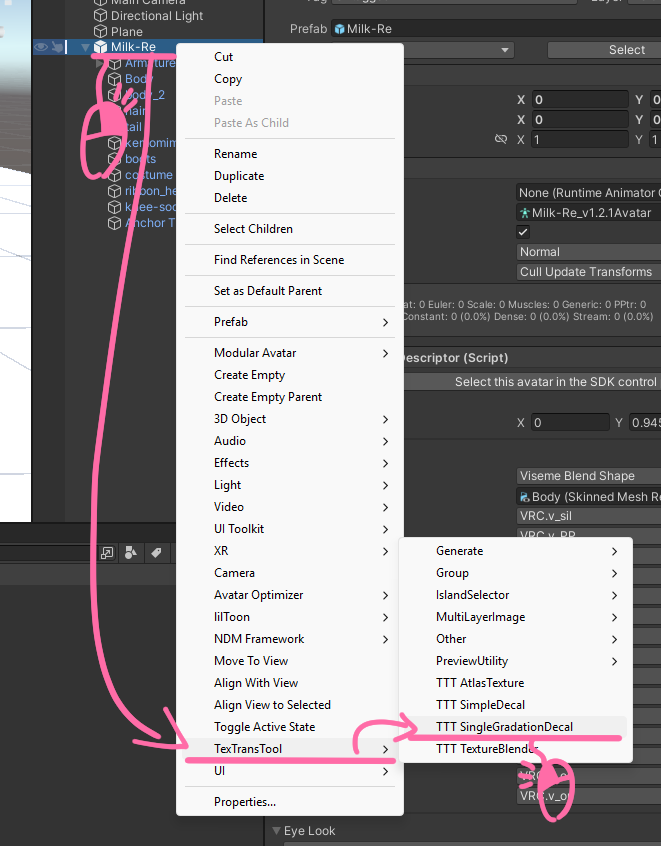 Main Camera
Directional Light
Plane
Milk-Re
Armature
Body
body_2
hair
tail
kemomim
boots
costume
ribbon_he
knee-soc
Anchor T
Cut
Copy
Paste
Paste As Child
Rename
Duplicate
Delete
Select Children
Find References in Scene
Set as Default Parent
Prefab
Modular Avatar
Create Empty
Create Empty Parent
3D Object
Audio
Effects
Light
Video
UI Toolkit
XR
Camera
Avatar Optimizer
lilToon
NDM Framework
Move To View
Align With View
Align View to Selected
Toggle Active State
TexTransTool
UI
Properties...
Generate
Group
IslandSelector
MultiLayerImage
Other
PreviewUtility
TTT AtlasTexture
TTT SimpleDecal
TTT SingleGradationDecal
TTT TextureBlender
Prefab Milk-Re
Select
X 0 Y 0
X 0 Y 0
X 1 Y 1
None (Runtime Animator C
Milk-Re_v1.2.1Avatar
Normal
Cull Update Transforms
at: 0 Euler: 0 Scale: 0 Muscles: 0 Generic: 0 PPtr: 0
Constant: 0 (0.0%) Dense: 0 (0.0%) Stream: 0 (0.0%)
escriptor (Script)
Select this avatar in the SDK control
X 0 Y 0.945
Viseme Blend Shape
Body (Skinned Mesh Re
VRC.v_sil
VRC.v_PP
VRC.v_o
VRC.v_ou
Eye Look